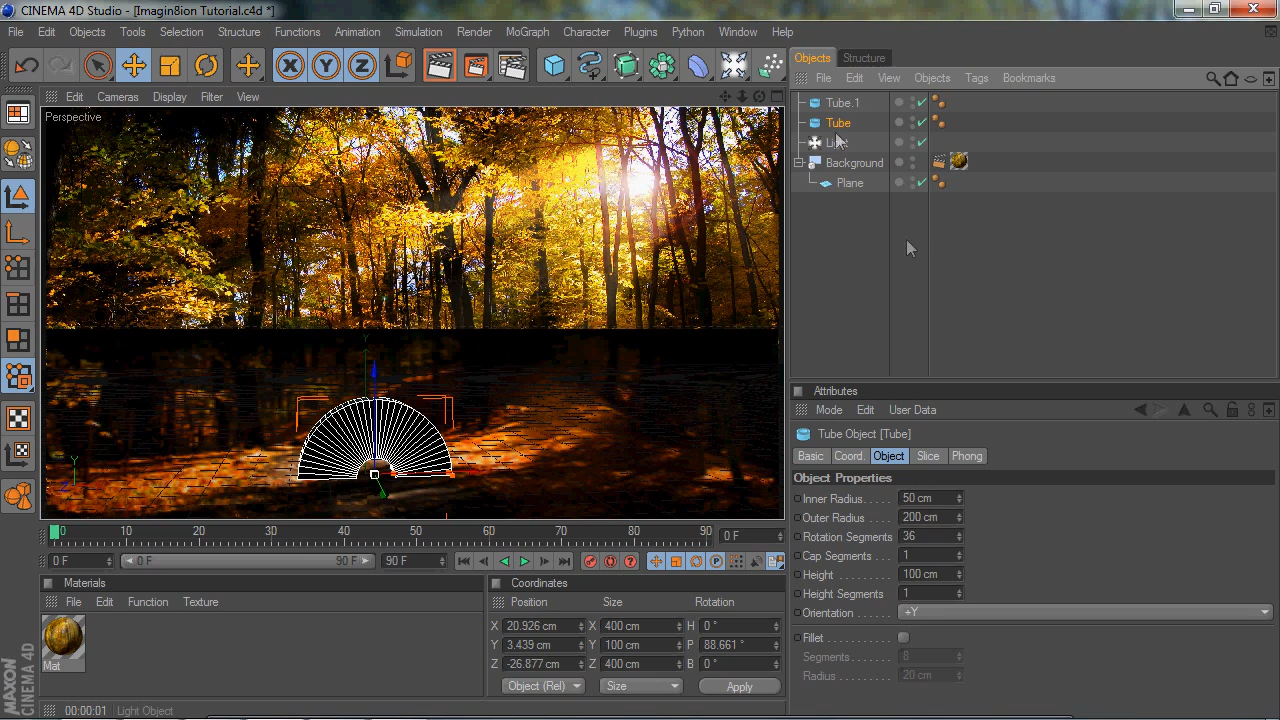 CINEMA 4D Studio - [Imagin8ion Tutorial.c4d *]
File Edit Objects Tools Selection Structure Functions Animation Simulation Render MoGraph Character Plugins Python Window Help
Objects Structure
File Edit View Objects Tags Bookmarks
Edit Cameras Display Filter View
Perspective
Tube.1
Tube
Background
Plane
Attributes
Mode Edit User Data
Tube Object [Tube]
Basic Coord. Object Slice Phong
Object Properties
Inner Radius 50 cm
Outer Radius 200 cm
Rotation Segments 36
Cap Segments 1
Height 100 cm
Height Segments 1
Orientation +Y
Fillet
Segments 8
Radius 20 cm
0 10 20 30 40 50 60 70 80 90 0 F
0 F 0 F 90 F 90 F
Materials
File Edit Function Texture
Mat
Coordinates
Position Size Rotation
X 20.926 cm X 400 cm H 0 °
Y 3.439 cm Y 100 cm P 88.661 °
Z -26.877 cm Z 400 cm B 0 °
Object (Rel) Size Apply
MAXON
CINEMA 4D
00:00:01 Light Object